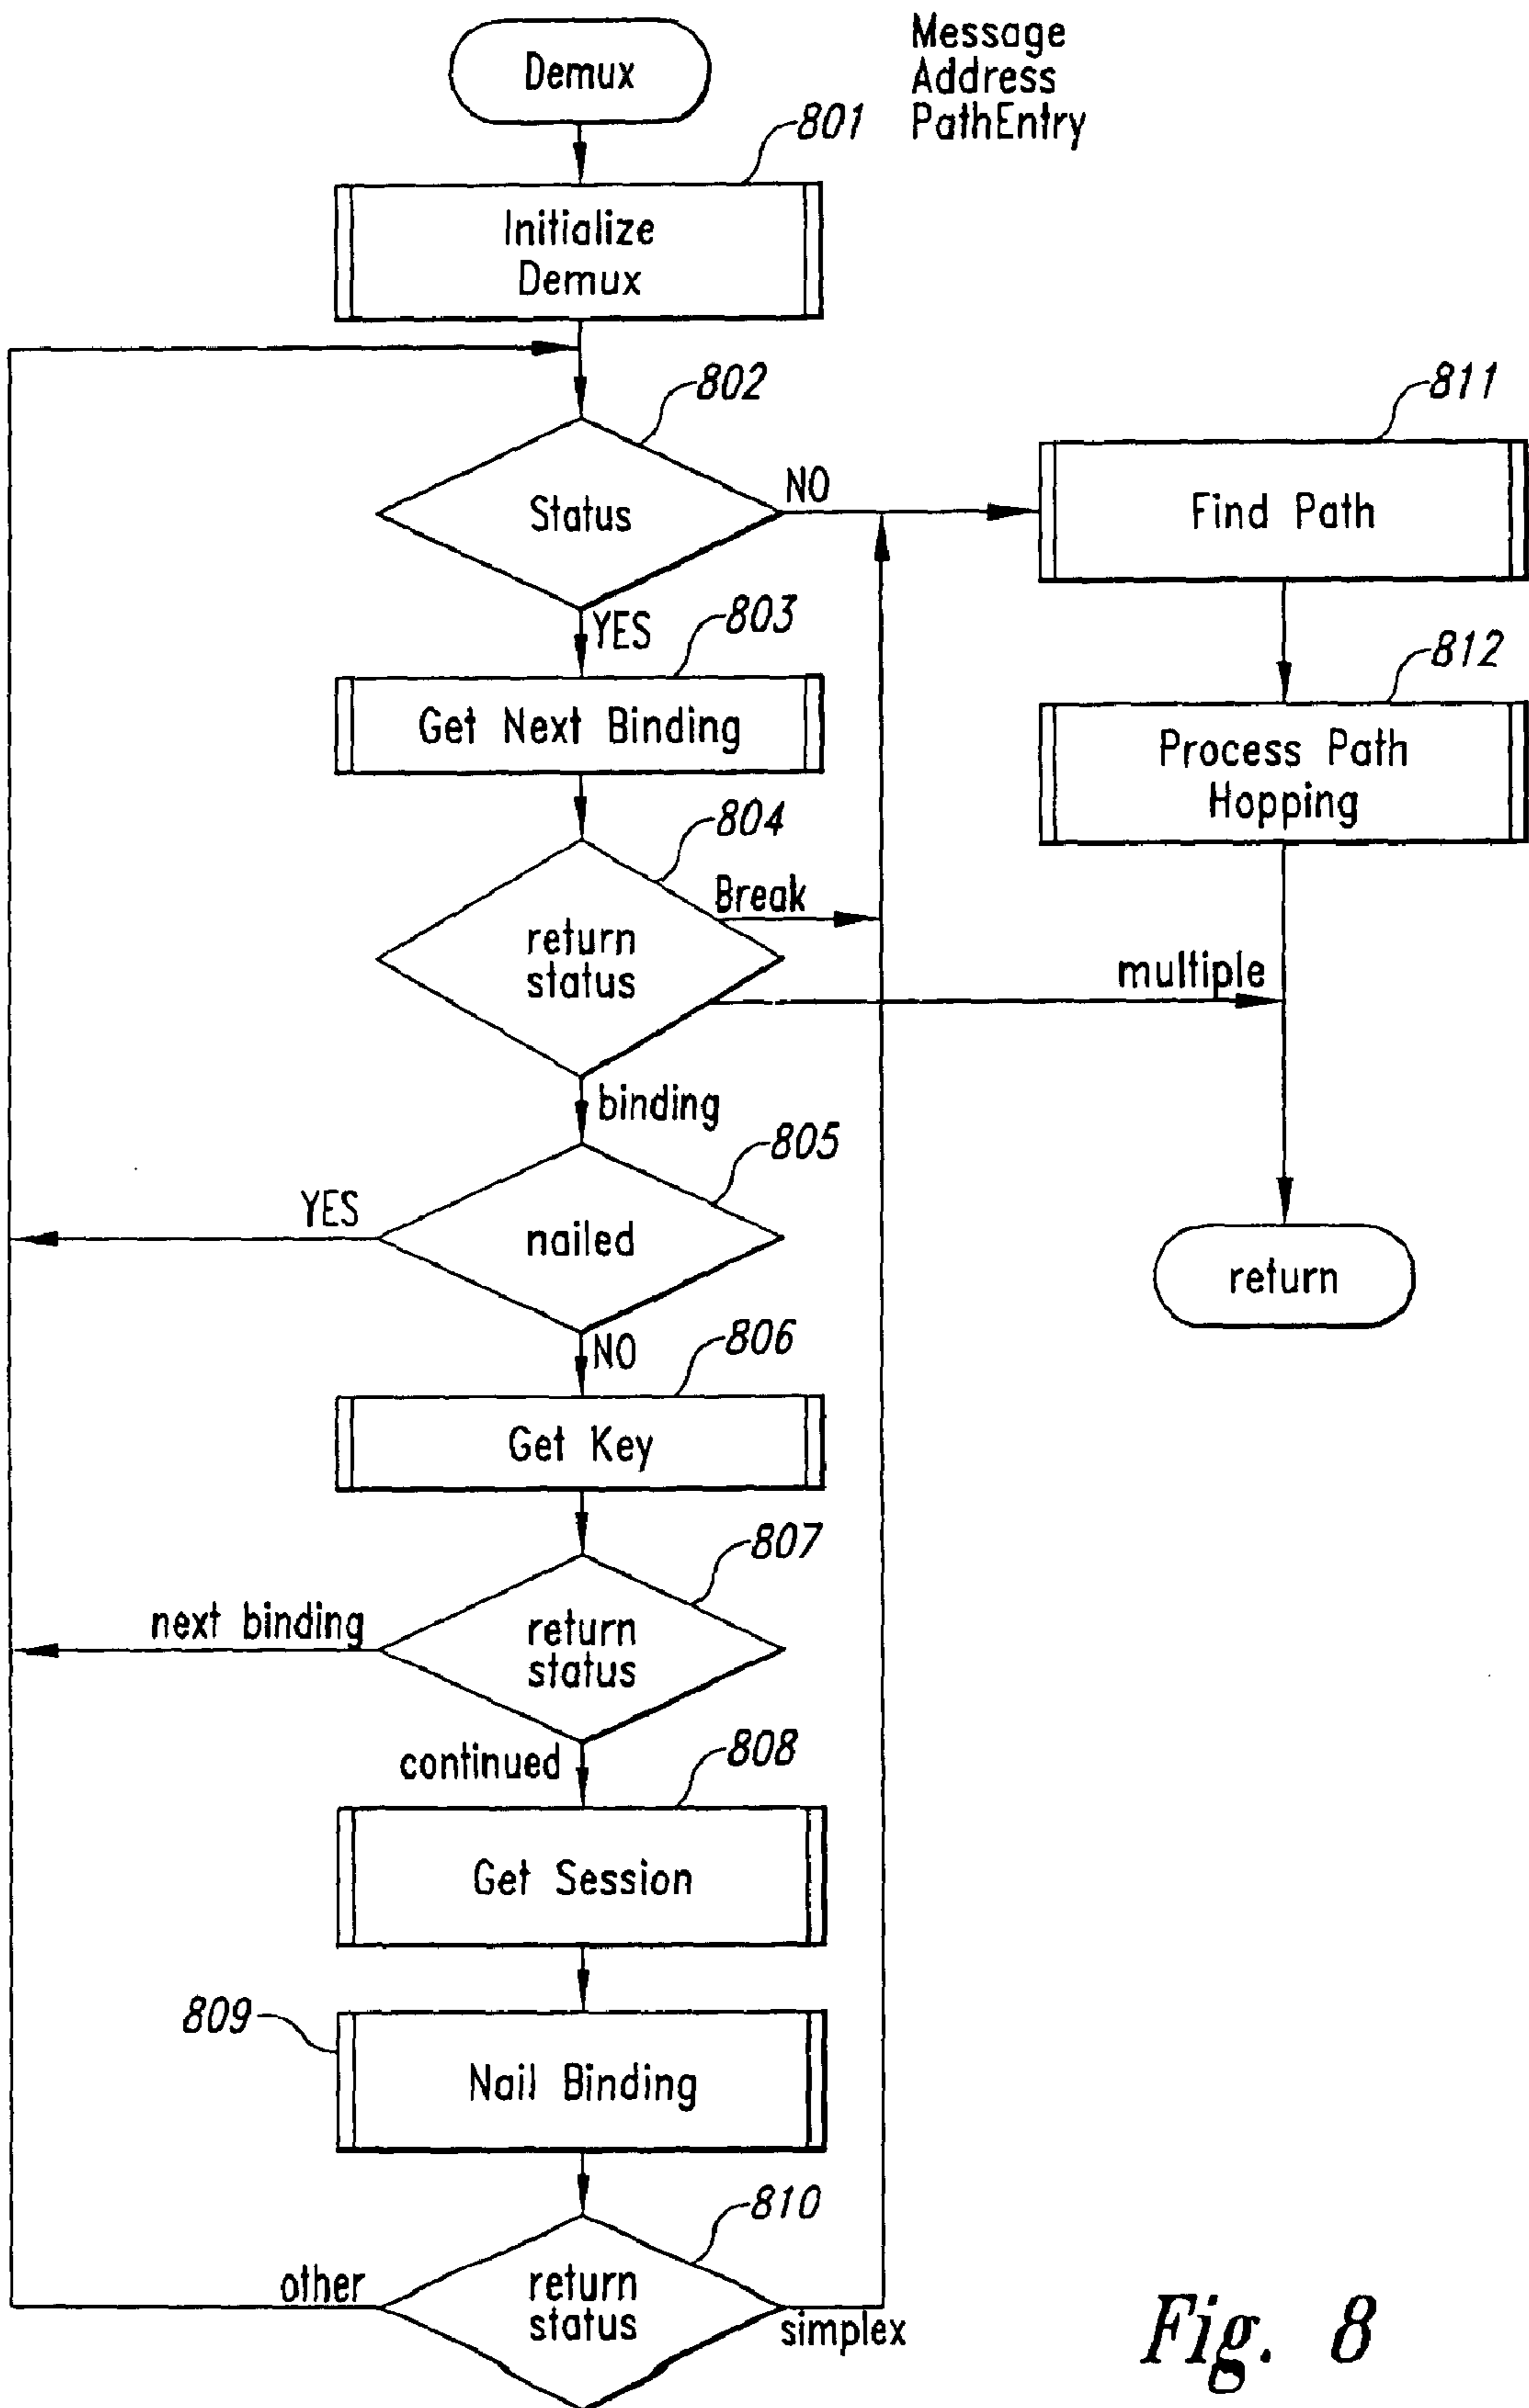 Demux
Message
Address
PathEntry
801
Initialize
Demux
802
Status
NO
811
Find Path
YES
803
Get Next Binding
812
Process Path
Hopping
804
return
status
Break
multiple
binding
805
nailed
YES
return
NO
806
Get Key
807
return
status
next binding
continued
808
Get Session
809
Nail Binding
810
return
status
other
simplex
Fig. 8